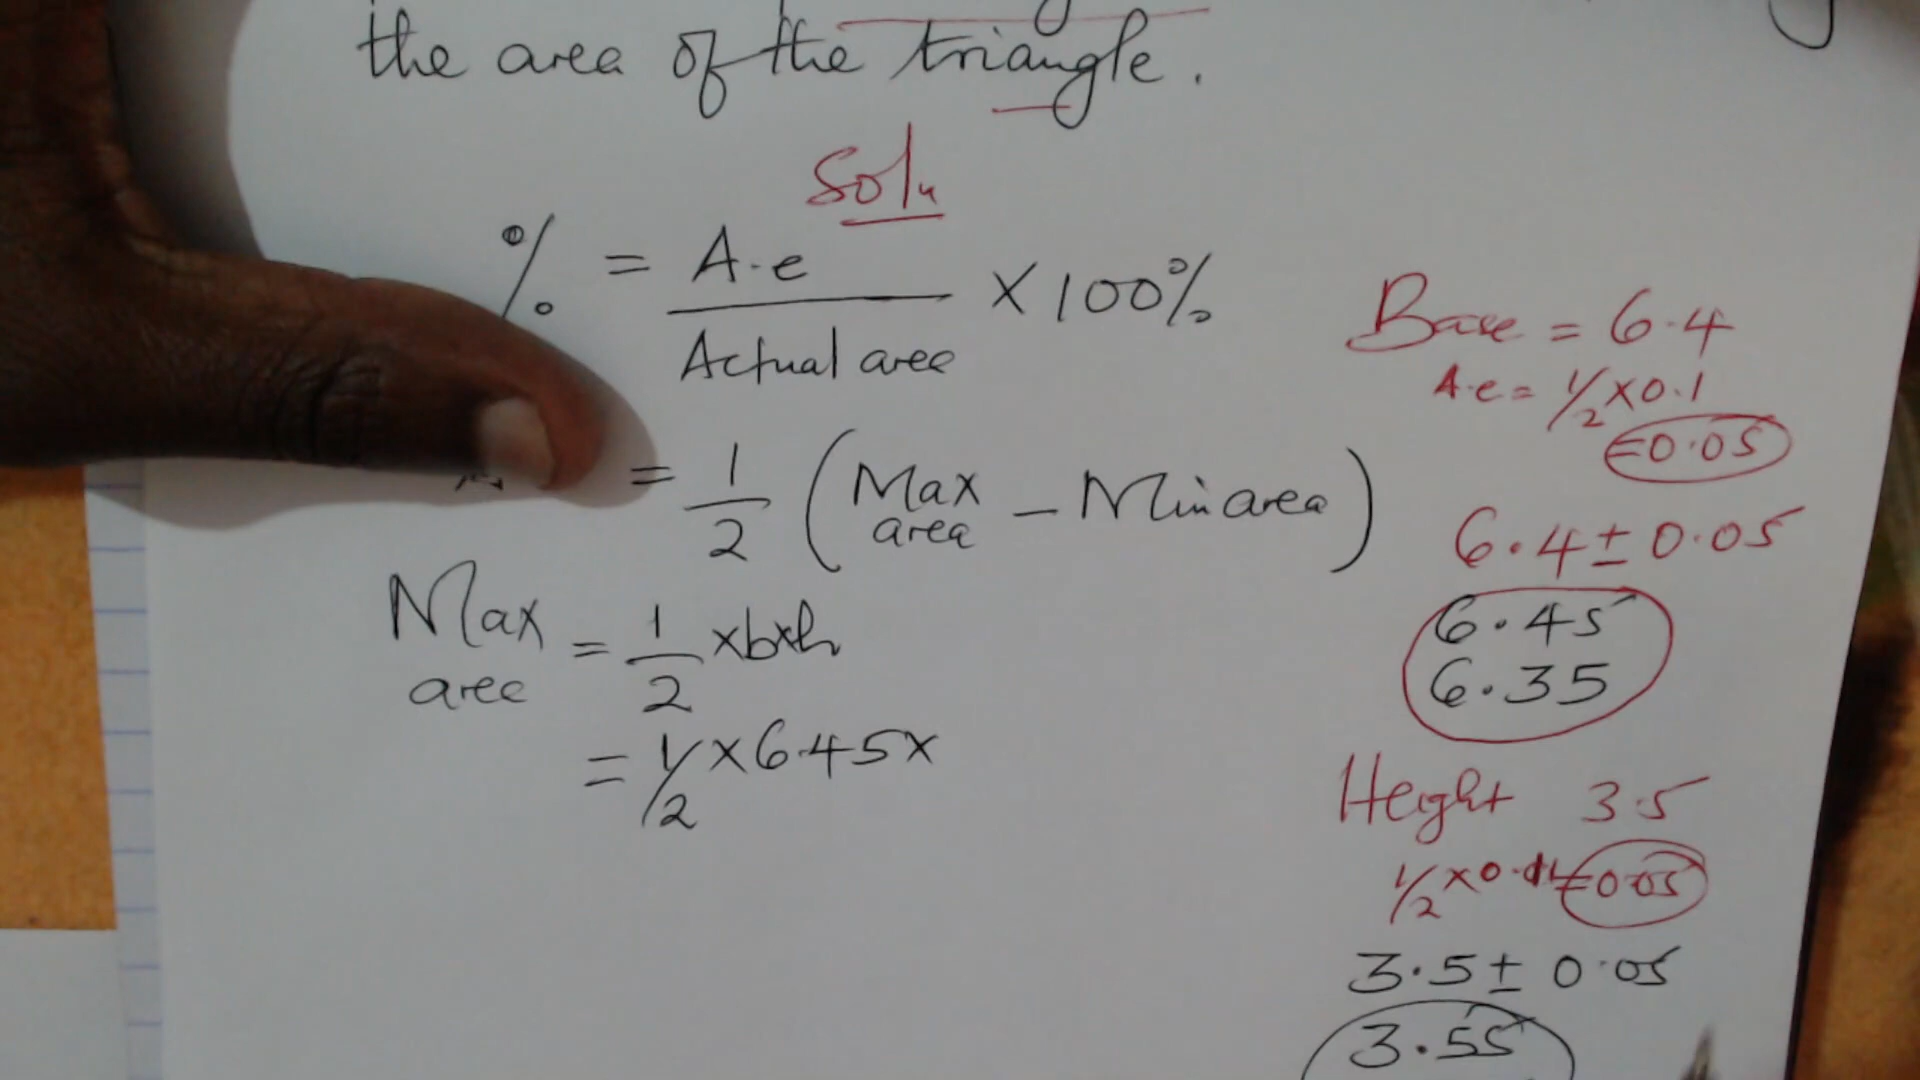 the area of the triangle.
Soln
% = A.e / Actual area × 100%
= 1/2 (Max area - Min area)
Max area = 1/2 × b × h
= 1/2 × 6.45 ×
Base = 6.4
A.e = 1/2 × 0.1
= 0.05
6.4 ± 0.05
6.45
6.35
Height 3.5
1/2 × 0.1 = 0.05
3.5 ± 0.05
3.55